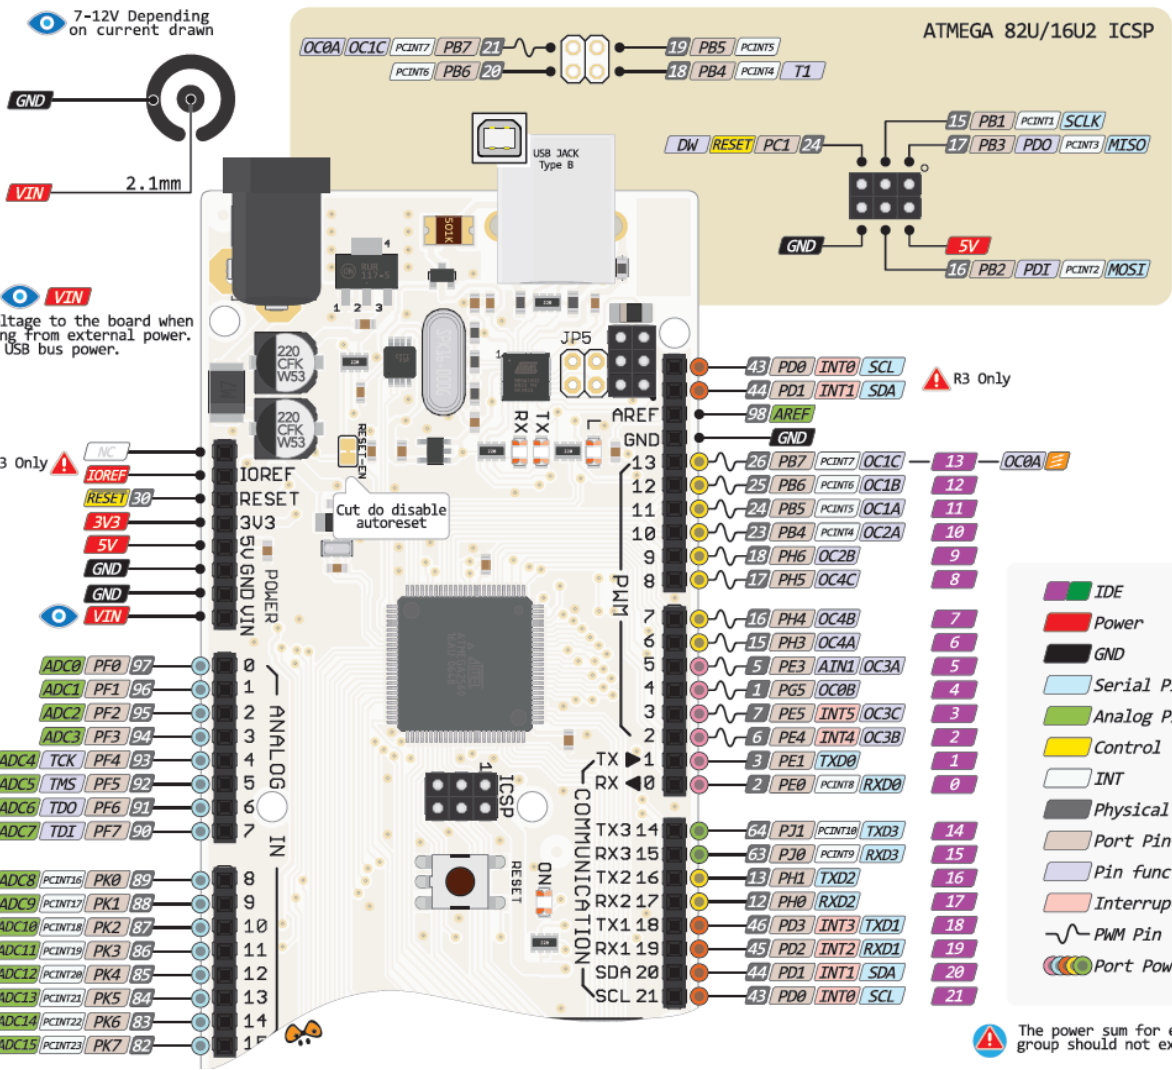 7-12V Depending
on current drawn
GND
VIN
2.1mm
ATMEGA 82U/16U2 ICSP
OC0A OC1C PCINT7 PB7 21
19 PB5 PCINT5
PCINT6 PB6 20
18 PB4 PCINT4 T1
15 PB1 PCINT1 SCLK
DW RESET PC1 24
17 PB3 PDO PCINT3 MISO
GND
5V
16 PB2 PDI PCINT2 MOSI
USB JACK
Type B
VIN
ltage to the board when
ng from external power.
USB bus power.
501K
4
1 2 3
220
CFK
W53
220
CFK
W53
JP5
1
RX
TX
L
RESET-EN
Cut do disable
autoreset
43 PD0 INT0 SCL
44 PD1 INT1 SDA
R3 Only
AREF 98 AREF
GND GND
13 26 PB7 PCINT7 OC1C 13 OC0A
12 25 PB6 PCINT6 OC1B 12
11 24 PB5 PCINT5 OC1A 11
10 23 PB4 PCINT4 OC2A 10
9 18 PH6 OC2B 9
8 17 PH5 OC4C 8
PWM
7 16 PH4 OC4B 7
6 15 PH3 OC4A 6
5 5 PE3 AIN1 OC3A 5
4 1 PG5 OC0B 4
3 7 PE5 INT5 OC3C 3
2 6 PE4 INT4 OC3B 2
TX 1 3 PE1 TXD0 1
RX 0 2 PE0 PCINT8 RXD0 0
COMMUNICATION
TX3 14 64 PJ1 PCINT10 TXD3 14
RX3 15 63 PJ0 PCINT9 RXD3 15
TX2 16 13 PH1 TXD2 16
RX2 17 12 PH0 RXD2 17
TX1 18 46 PD3 INT3 TXD1 18
RX1 19 45 PD2 INT2 RXD1 19
SDA 20 44 PD1 INT1 SDA 20
SCL 21 43 PD0 INT0 SCL 21
3 Only
NC
IOREF IOREF
RESET 30 RESET
3V3 3V3
5V 5V
GND GND
GND GND
VIN VIN
POWER
ADC0 PF0 97 0
ADC1 PF1 96 1
ADC2 PF2 95 2
ADC3 PF3 94 3
ADC4 TCK PF4 93 4
ADC5 TMS PF5 92 5
ADC6 TDO PF6 91 6
ADC7 TDI PF7 90 7
ANALOG IN
ADC8 PCINT16 PK0 89 8
ADC9 PCINT17 PK1 88 9
ADC10 PCINT18 PK2 87 10
ADC11 PCINT19 PK3 86 11
ADC12 PCINT20 PK4 85 12
ADC13 PCINT21 PK5 84 13
ADC14 PCINT22 PK6 83 14
ADC15 PCINT23 PK7 82
1
ICSP
RESET
ON
IDE
Power
GND
Serial P
Analog P
Control
INT
Physical
Port Pin
Pin func
Interrup
PWM Pin
Port Pow
The power sum for e
group should not ex